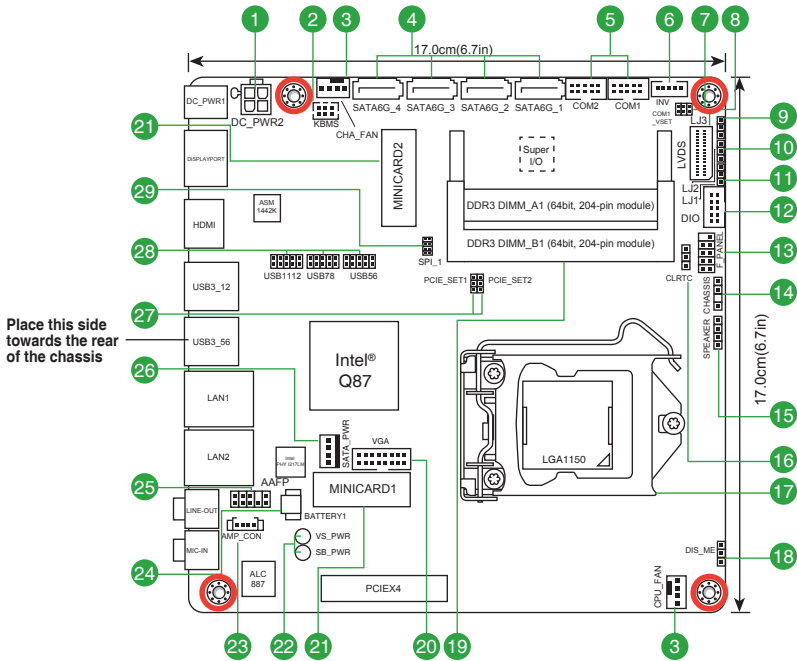 1
2
3
4
5
6
7
8
17.0cm(6.7in)
DC_PWR1
DC_PWR2
KBMS
CHA_FAN
SATA6G_4
SATA6G_3
SATA6G_2
SATA6G_1
COM2
COM1
INV
COM1
_VSET
LJ3
9
21
DISPLAYPORT
MINICARD2
Super
I/O
LVDS
10
29
ASM
1442K
LJ2
LJ1
11
DDR3 DIMM_A1 (64bit, 204-pin module)
DIO
12
HDMI
28
DDR3 DIMM_B1 (64bit, 204-pin module)
F_PANEL
13
SPI_1
USB1112
USB78
USB56
USB3_12
PCIE_SET1
PCIE_SET2
CLRTC
CHASSIS
14
27
Place this side
towards the rear
of the chassis
USB3_56
SPEAKER
17.0cm(6.7in)
Intel®
Q87
26
LAN1
15
SATA_PWR
VGA
LGA1150
16
LAN2
Intel
PHY I217LM
25
AAFP
MINICARD1
17
LINE-OUT
BATTERY1
AMP_CON
VS_PWR
SB_PWR
MIC-IN
DIS_ME
18
24
ALC
887
PCIEX4
CPU_FAN
23
22
21
20
19
3